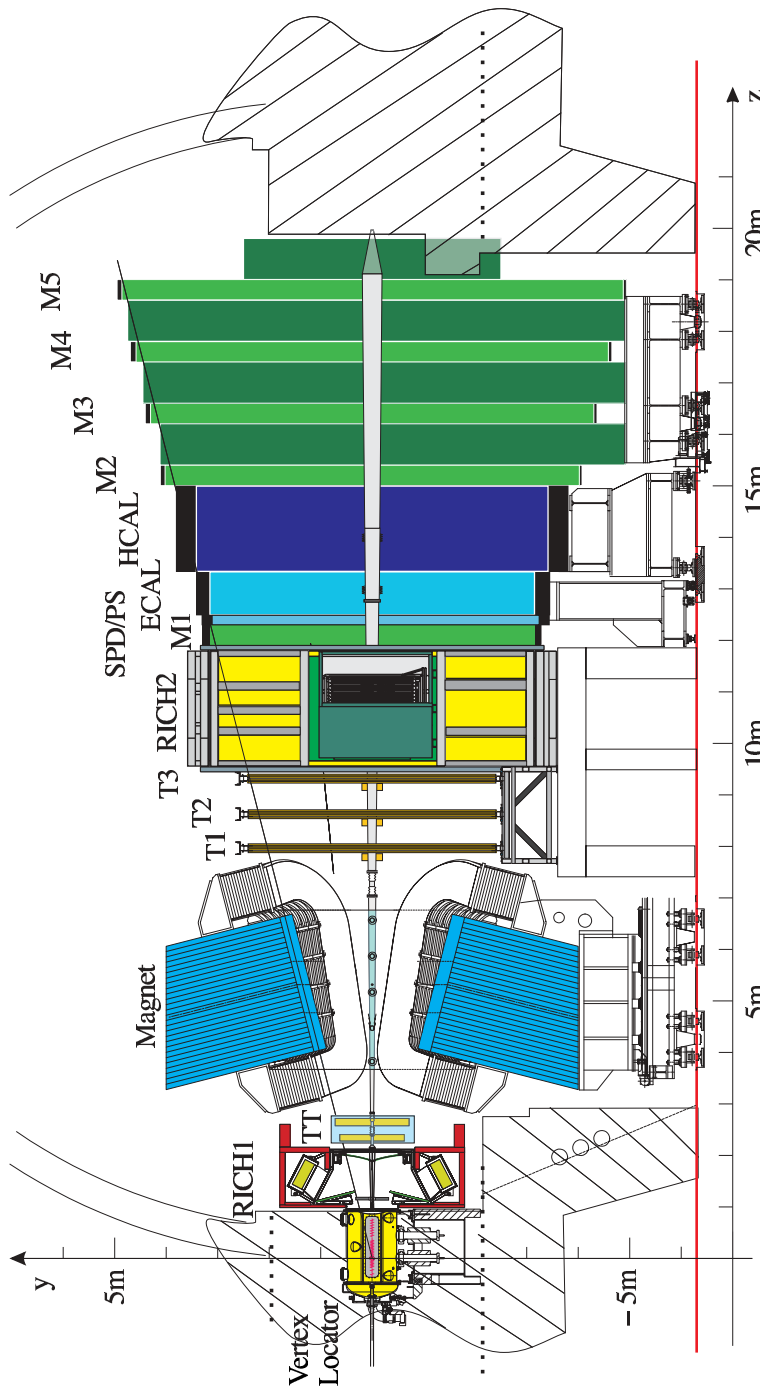 y
5m
− 5m
Vertex
Locator
RICH1
TT
Magnet
T1
T2
T3
RICH2
M1
SPD/PS
ECAL
HCAL
M2
M3
M4
M5
5m
10m
15m
20m
z